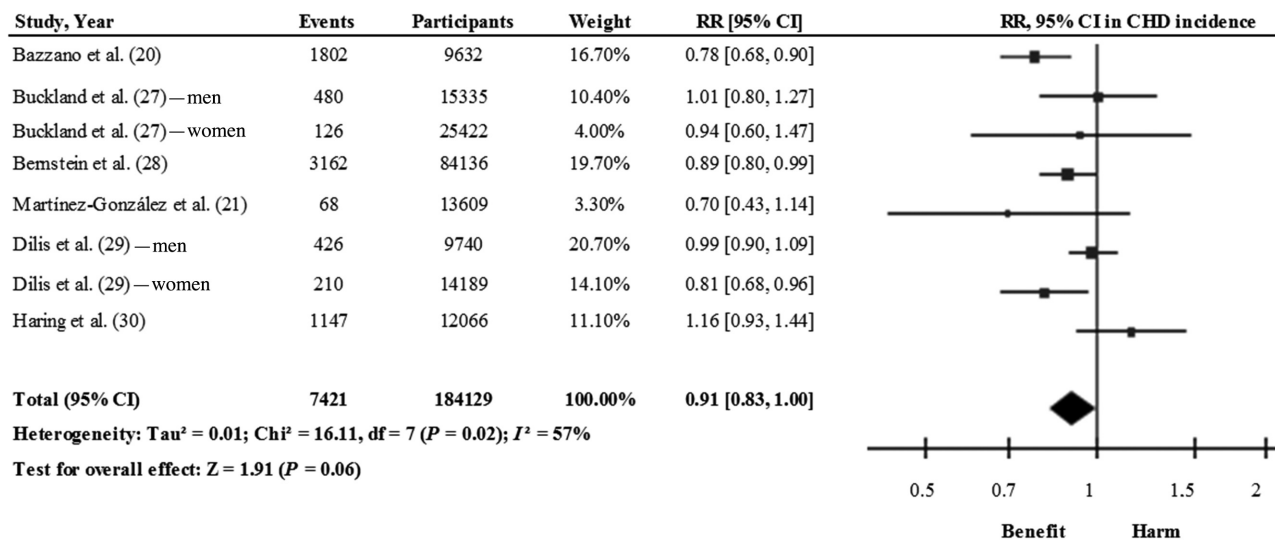 Study, Year Events Participants Weight RR [95% CI] RR, 95% CI in CHD incidence
Bazzano et al. (20) 1802 9632 16.70% 0.78 [0.68, 0.90]
Buckland et al. (27)—men 480 15335 10.40% 1.01 [0.80, 1.27]
Buckland et al. (27)—women 126 25422 4.00% 0.94 [0.60, 1.47]
Bernstein et al. (28) 3162 84136 19.70% 0.89 [0.80, 0.99]
Martínez-González et al. (21) 68 13609 3.30% 0.70 [0.43, 1.14]
Dilis et al. (29)—men 426 9740 20.70% 0.99 [0.90, 1.09]
Dilis et al. (29)—women 210 14189 14.10% 0.81 [0.68, 0.96]
Haring et al. (30) 1147 12066 11.10% 1.16 [0.93, 1.44]
Total (95% CI) 7421 184129 100.00% 0.91 [0.83, 1.00]
Heterogeneity: Tau² = 0.01; Chi² = 16.11, df = 7 (P = 0.02); I² = 57%
Test for overall effect: Z = 1.91 (P = 0.06)
0.5 0.7 1 1.5 2
Benefit Harm